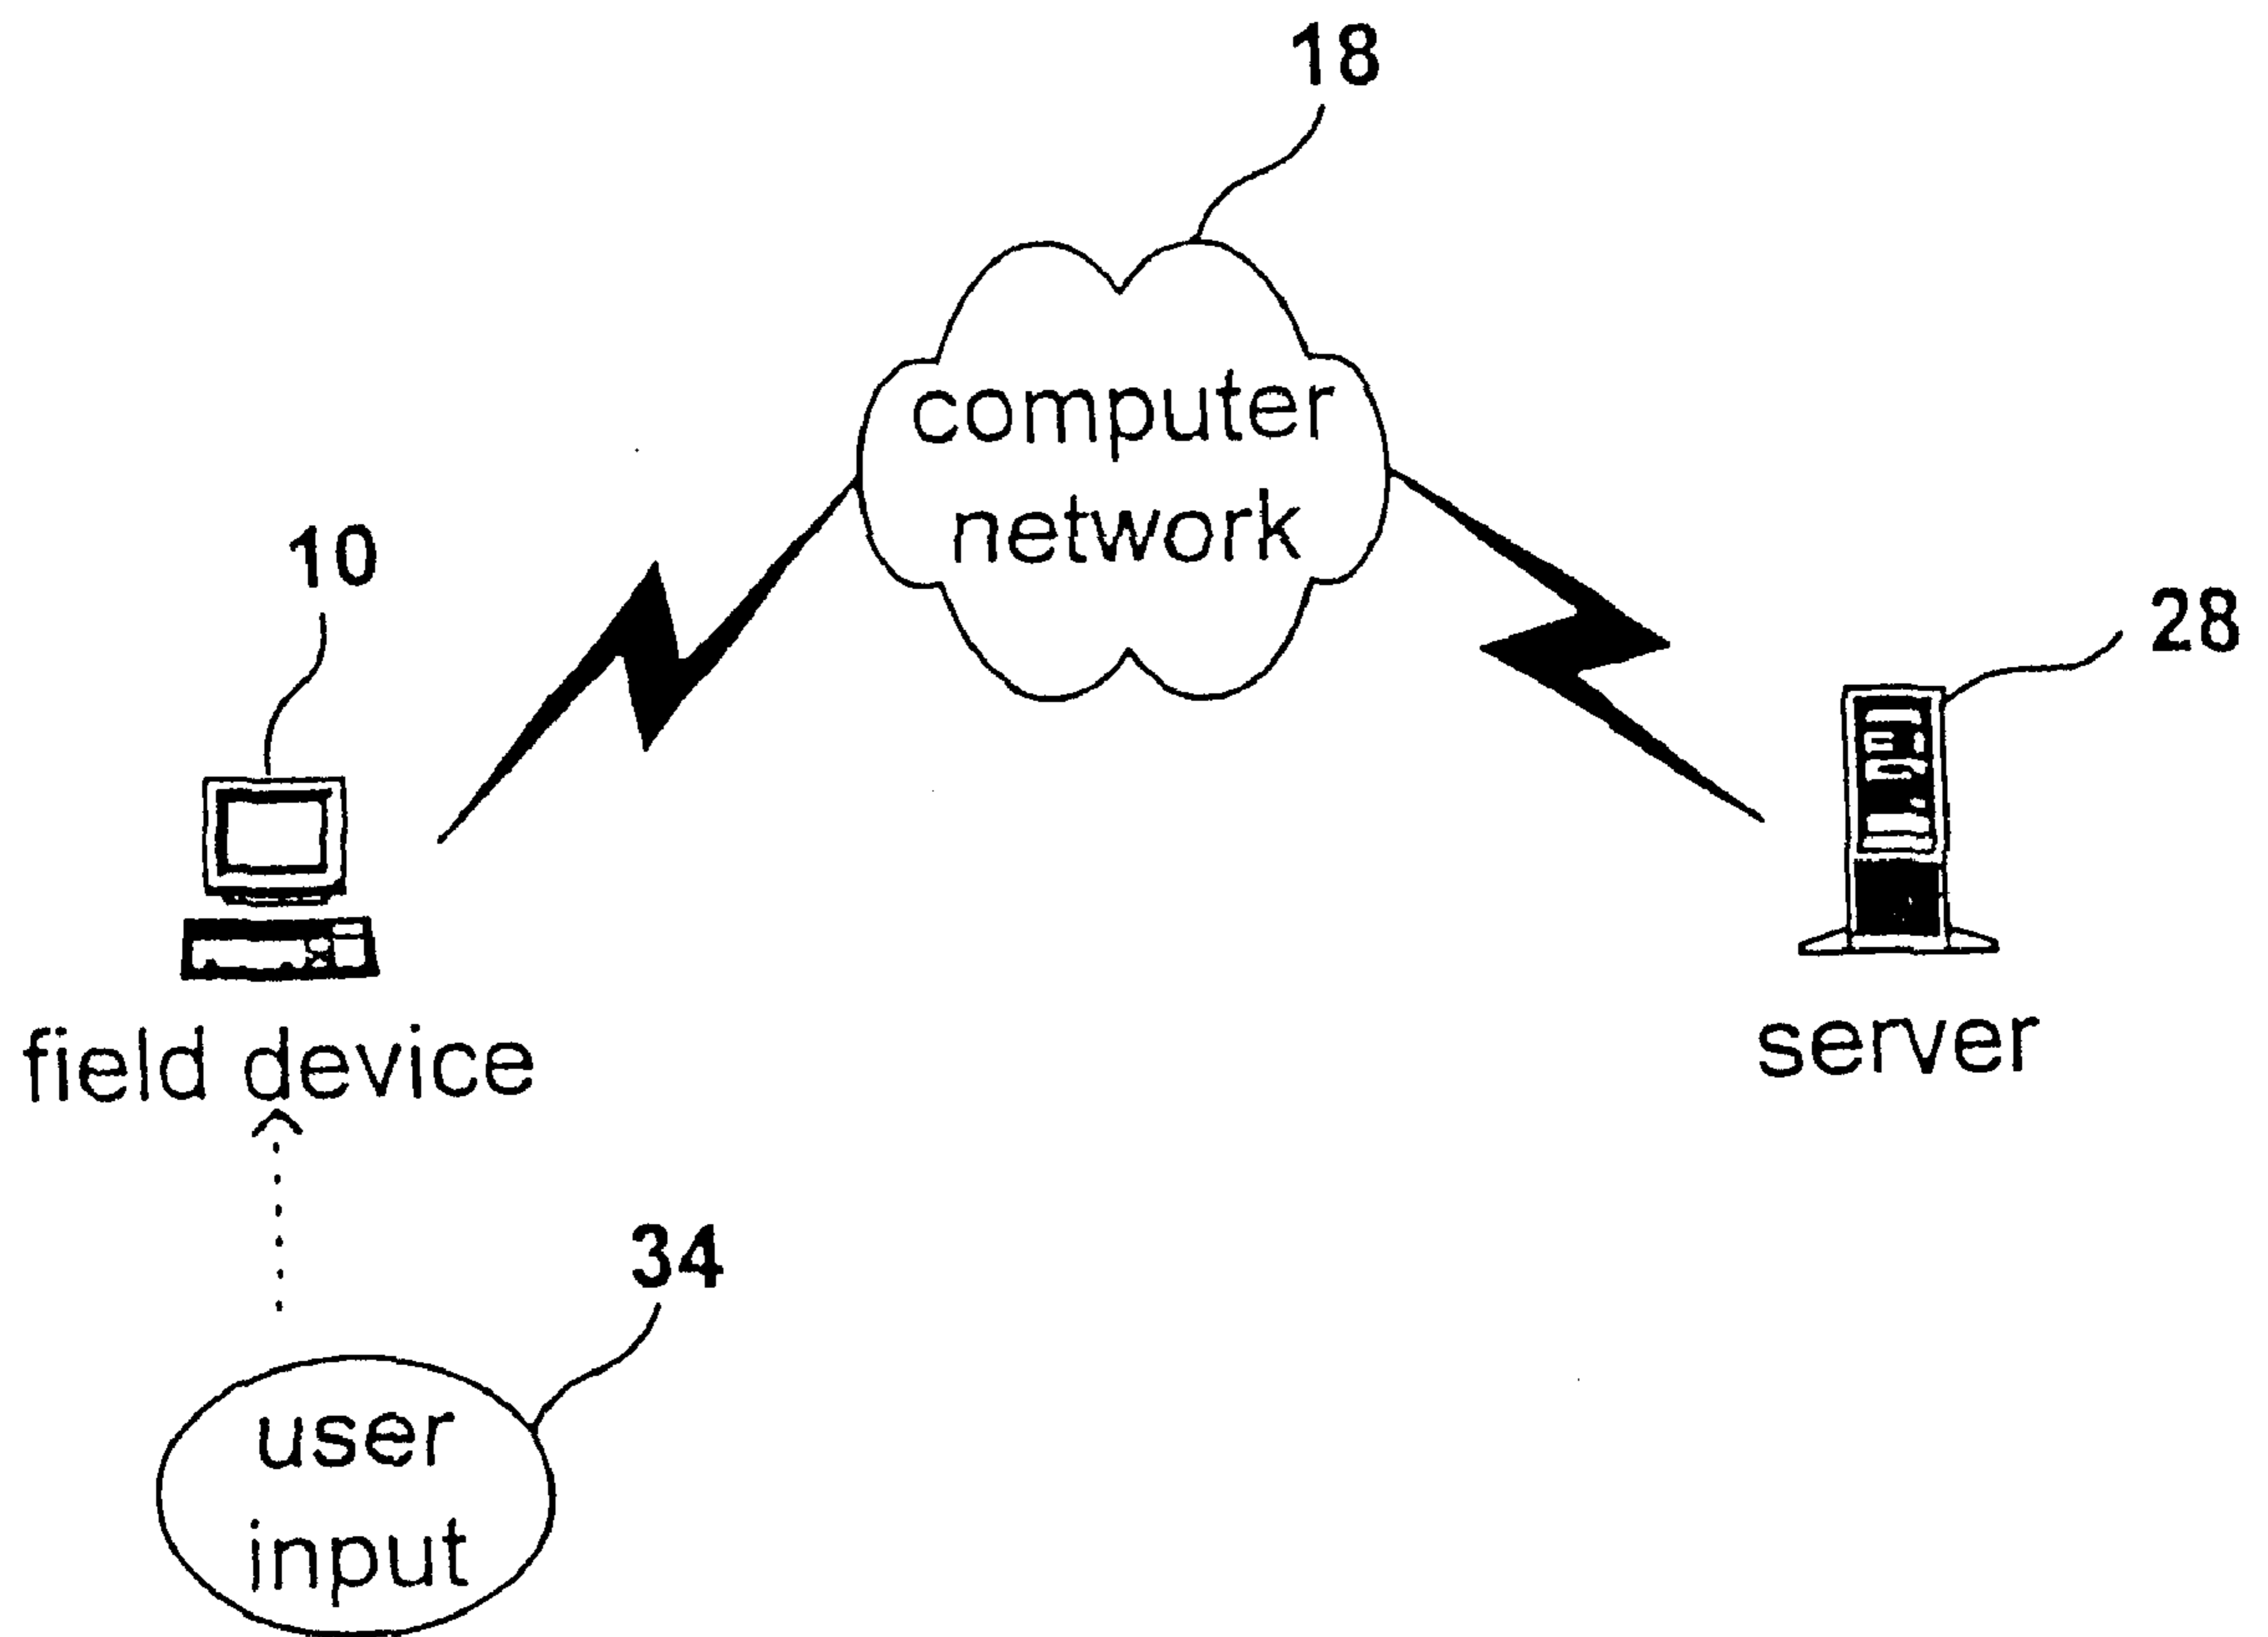 18
computer
network
10
28
field device
server
34
user
input